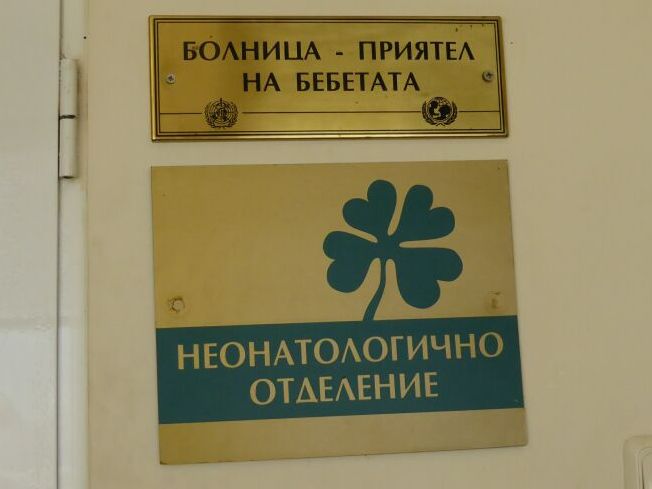 БОЛНИЦА - ПРИЯТЕЛ
НА БЕБЕТАТА
НЕОНАТОЛОГИЧНО
ОТДЕЛЕНИЕ